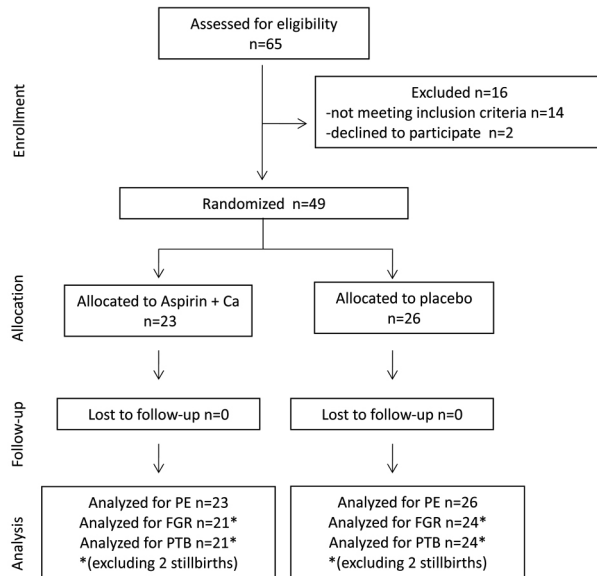 Assessed for eligibility
n=65
Enrollment
Excluded n=16
-not meeting inclusion criteria n=14
-declined to participate n=2
Randomized n=49
Allocation
Allocated to Aspirin + Ca
n=23
Allocated to placebo
n=26
Follow-up
Lost to follow-up n=0
Lost to follow-up n=0
Analysis
Analyzed for PE n=23
Analyzed for FGR n=21*
Analyzed for PTB n=21*
*(excluding 2 stillbirths)
Analyzed for PE n=26
Analyzed for FGR n=24*
Analyzed for PTB n=24*
*(excluding 2 stillbirths)